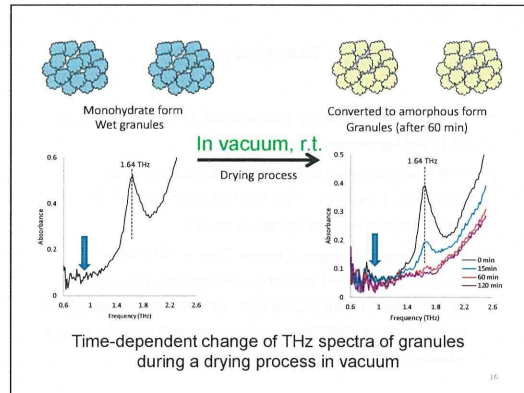 Monohydrate form
Wet granules
In vacuum, r.t.
Drying process
Converted to amorphous form
Granules (after 60 min)
0.6
0.4
0.2
0
Absorbance
1.64 THz
0.6 1 1.4 1.8 2.2 2.6
Frequency (THz)
0.5
0.4
0.3
0.2
0.1
0
Absorbance
1.64 THz
0 min
15min
60 min
120 min
0.6 1 1.4 1.8 2.2 2.6
Frequency (THz)
Time-dependent change of THz spectra of granules
during a drying process in vacuum
16